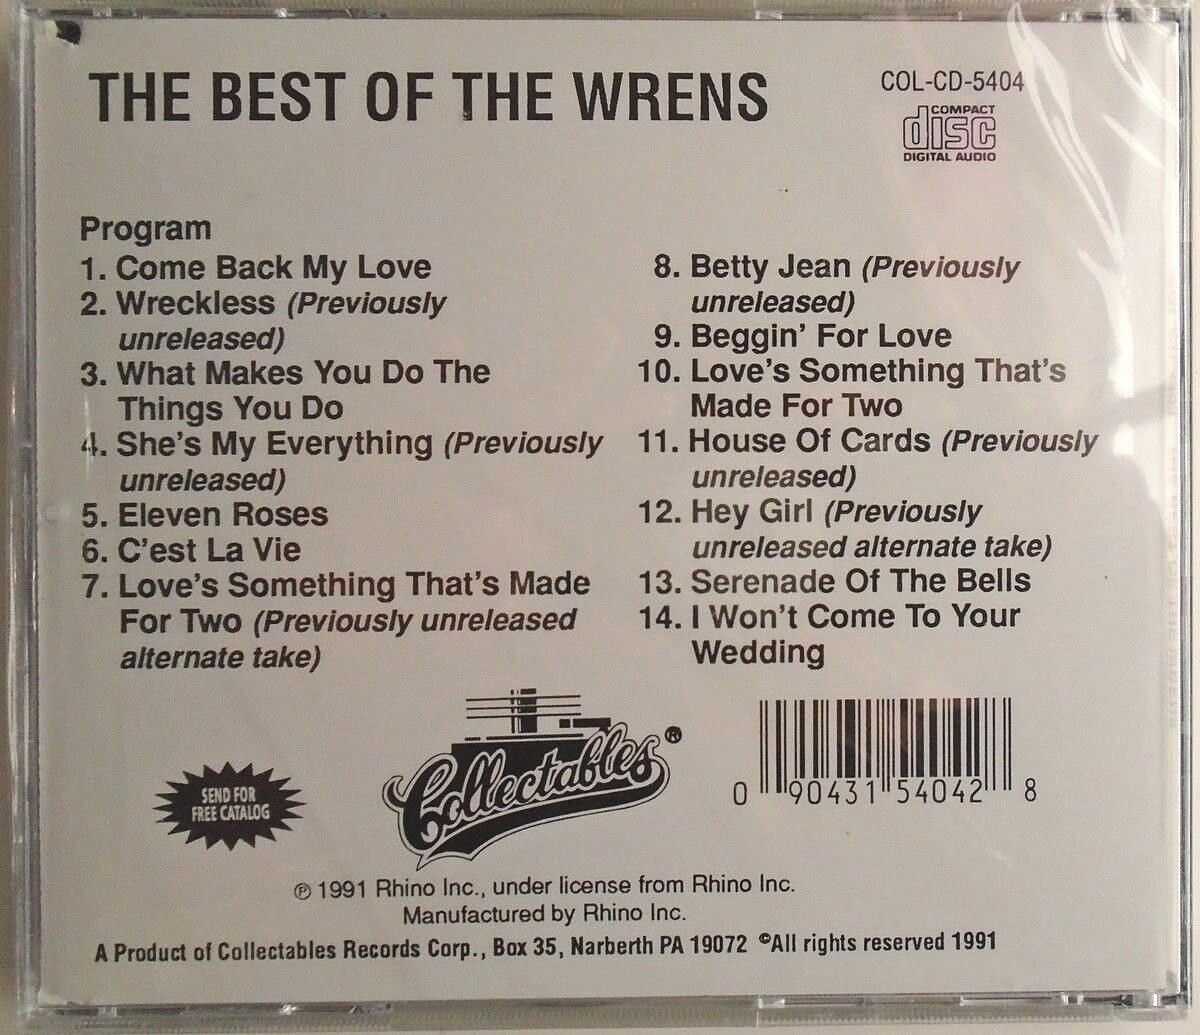 THE BEST OF THE WRENS
COL-CD-5404
COMPACT
disc
DIGITAL AUDIO
Program
1. Come Back My Love
2. Wreckless (Previously
unreleased)
3. What Makes You Do The
Things You Do
4. She's My Everything (Previously
unreleased)
5. Eleven Roses
6. C'est La Vie
7. Love's Something That's Made
For Two (Previously unreleased
alternate take)
8. Betty Jean (Previously
unreleased)
9. Beggin' For Love
10. Love's Something That's
Made For Two
11. House Of Cards (Previously
unreleased)
12. Hey Girl (Previously
unreleased alternate take)
13. Serenade Of The Bells
14. I Won't Come To Your
Wedding
SEND FOR
FREE CATALOG
Collectables®
0 90431 54042 8
℗ 1991 Rhino Inc., under license from Rhino Inc.
Manufactured by Rhino Inc.
A Product of Collectables Records Corp., Box 35, Narberth PA 19072 ©All rights reserved 1991